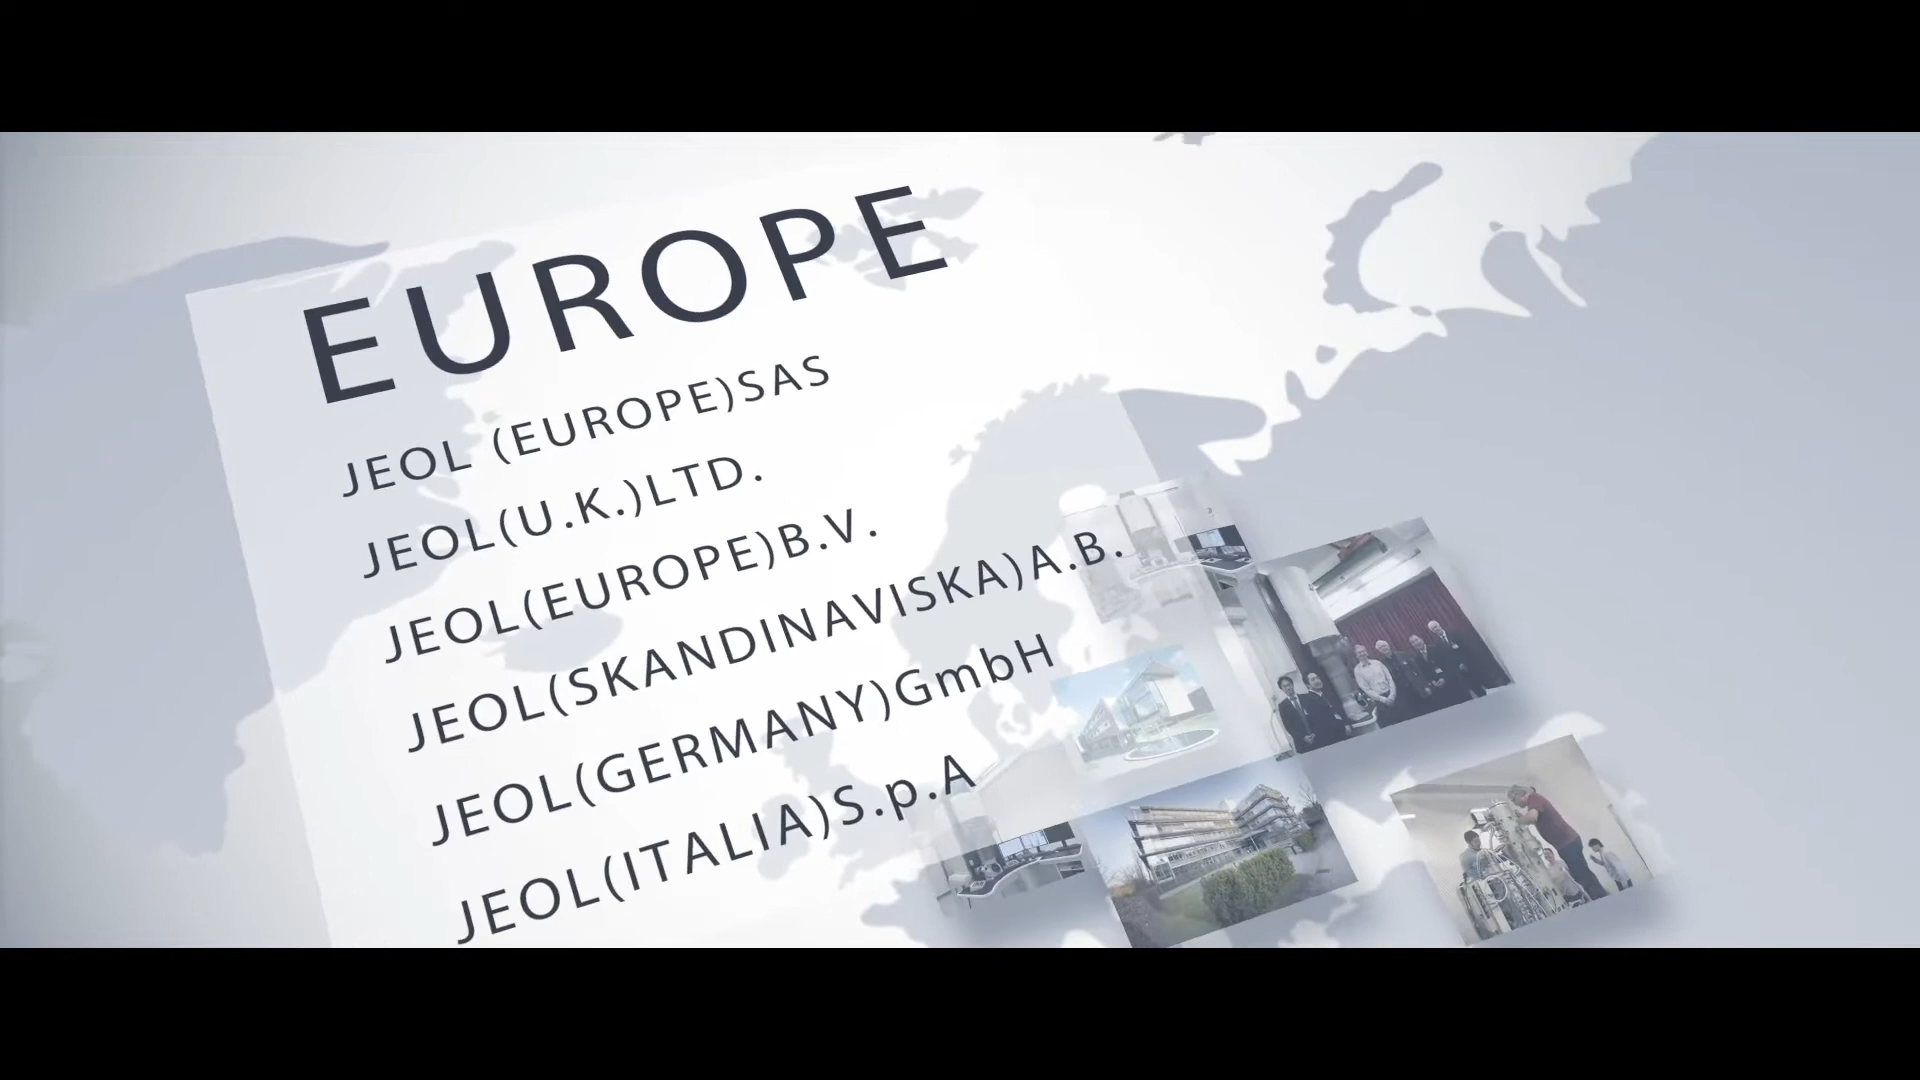 EUROPE
JEOL (EUROPE)SAS
JEOL(U.K.)LTD.
JEOL(EUROPE)B.V.
JEOL(SKANDINAVISKA)A.B.
JEOL(GERMANY)GmbH
JEOL(ITALIA)S.p.A